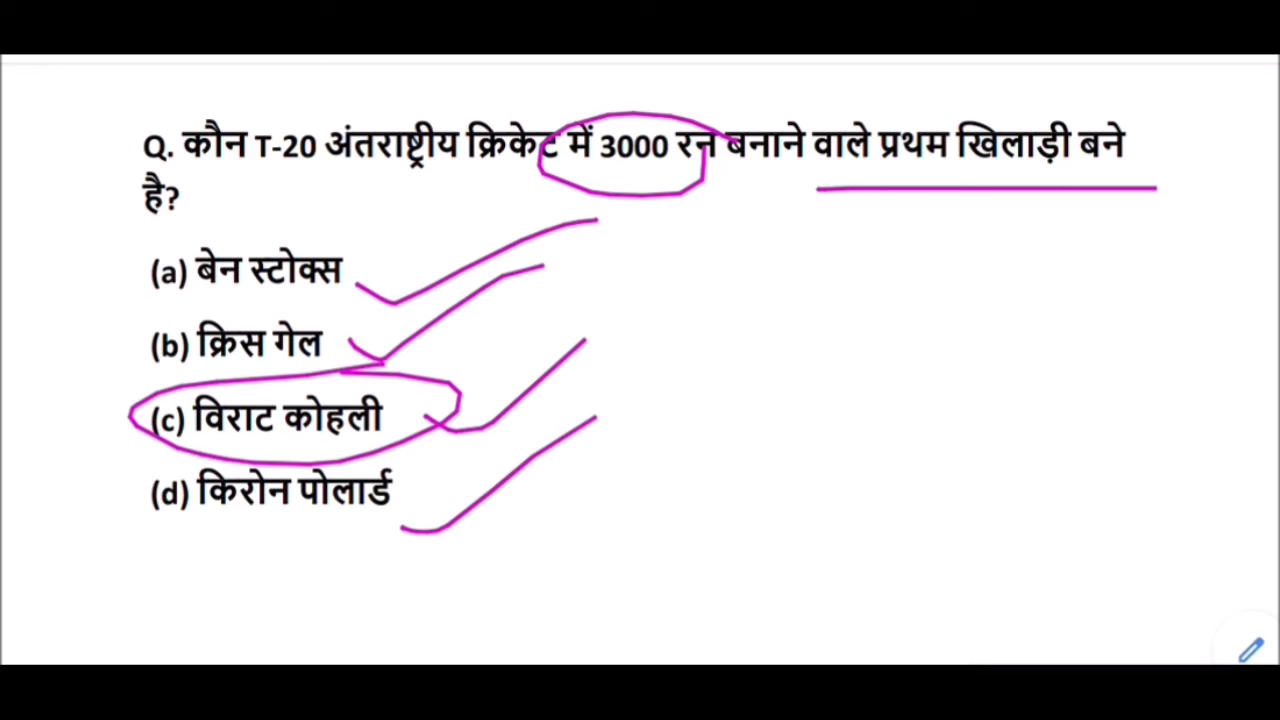 Q. कौन T-20 अंतराष्ट्रीय क्रिकेट में 3000 रन बनाने वाले प्रथम खिलाड़ी बने
है?
(a) बेन स्टोक्स
(b) क्रिस गेल
(c) विराट कोहली
(d) किरोन पोलार्ड